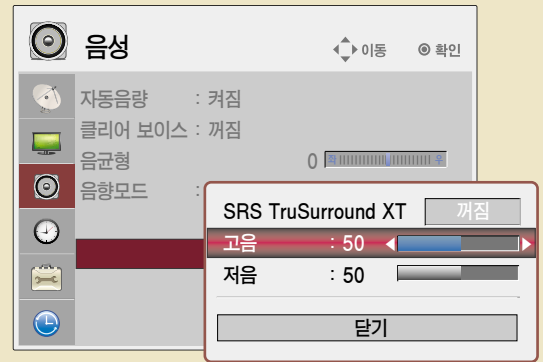 음성
이동
확인
자동음량 : 켜짐
클리어 보이스 : 꺼짐
음균형 0 좌 우
음향모드 :
SRS TruSurround XT 꺼짐
고음 : 50
저음 : 50
닫기